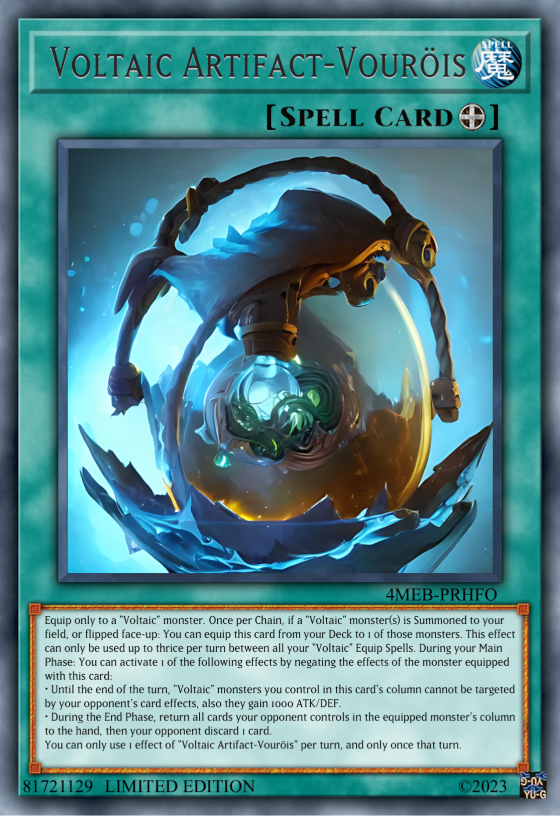 VOLTAIC ARTIFACT-VOURÖIS
SPELL
魔
[SPELL CARD]
4MEB-PRHFO
Equip only to a "Voltaic" monster. Once per Chain, if a "Voltaic" monster(s) is Summoned to your
field, or flipped face-up: You can equip this card from your Deck to 1 of those monsters. This effect
can only be used up to thrice per turn between all your "Voltaic" Equip Spells. During your Main
Phase: You can activate 1 of the following effects by negating the effects of the monster equipped
with this card:
• Until the end of the turn, "Voltaic" monsters you control in this card's column cannot be targeted
by your opponent's card effects, also they gain 1000 ATK/DEF.
• During the End Phase, return all cards your opponent controls in the equipped monster's column
to the hand, then your opponent discard 1 card.
You can only use 1 effect of "Voltaic Artifact-Vouröis" per turn, and only once that turn.
81721129 LIMITED EDITION ©2023
YU-G